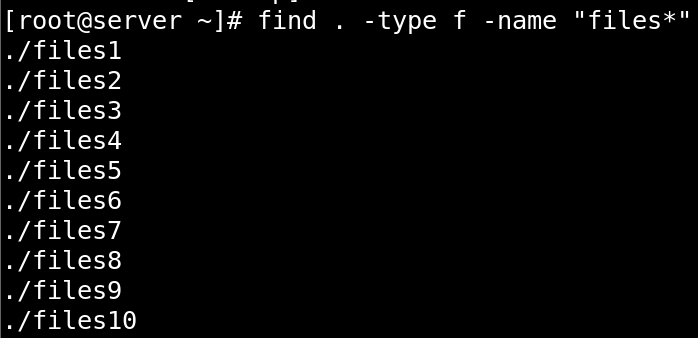 [root@server ~]# find . -type f -name "files*"
./files1
./files2
./files3
./files4
./files5
./files6
./files7
./files8
./files9
./files10